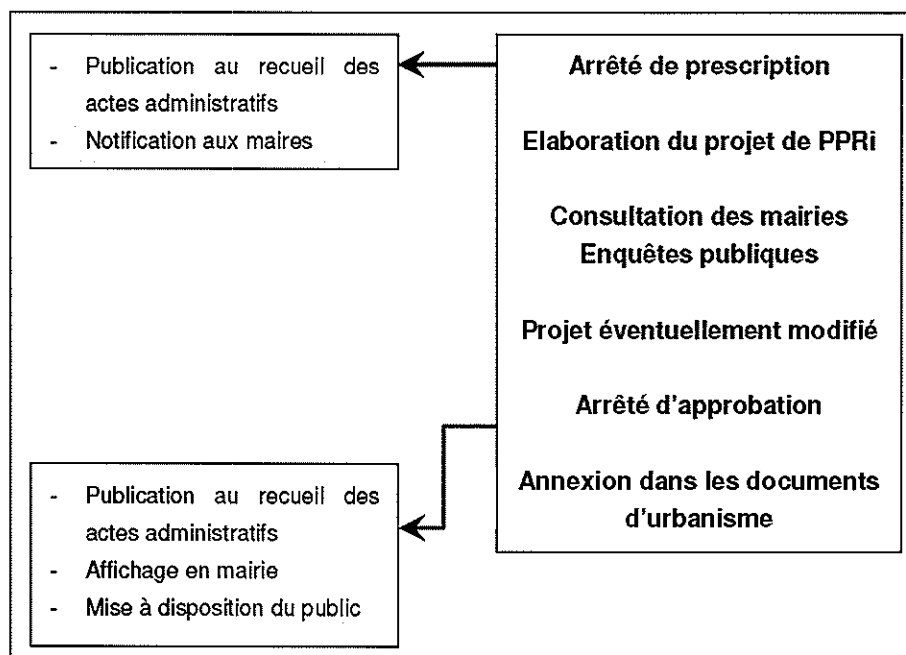 - Publication au recueil des
actes administratifs
- Notification aux maires
Arrêté de prescription
Elaboration du projet de PPRi
Consultation des mairies
Enquêtes publiques
Projet éventuellement modifié
Arrêté d'approbation
Annexion dans les documents
d'urbanisme
- Publication au recueil des
actes administratifs
- Affichage en mairie
- Mise à disposition du public